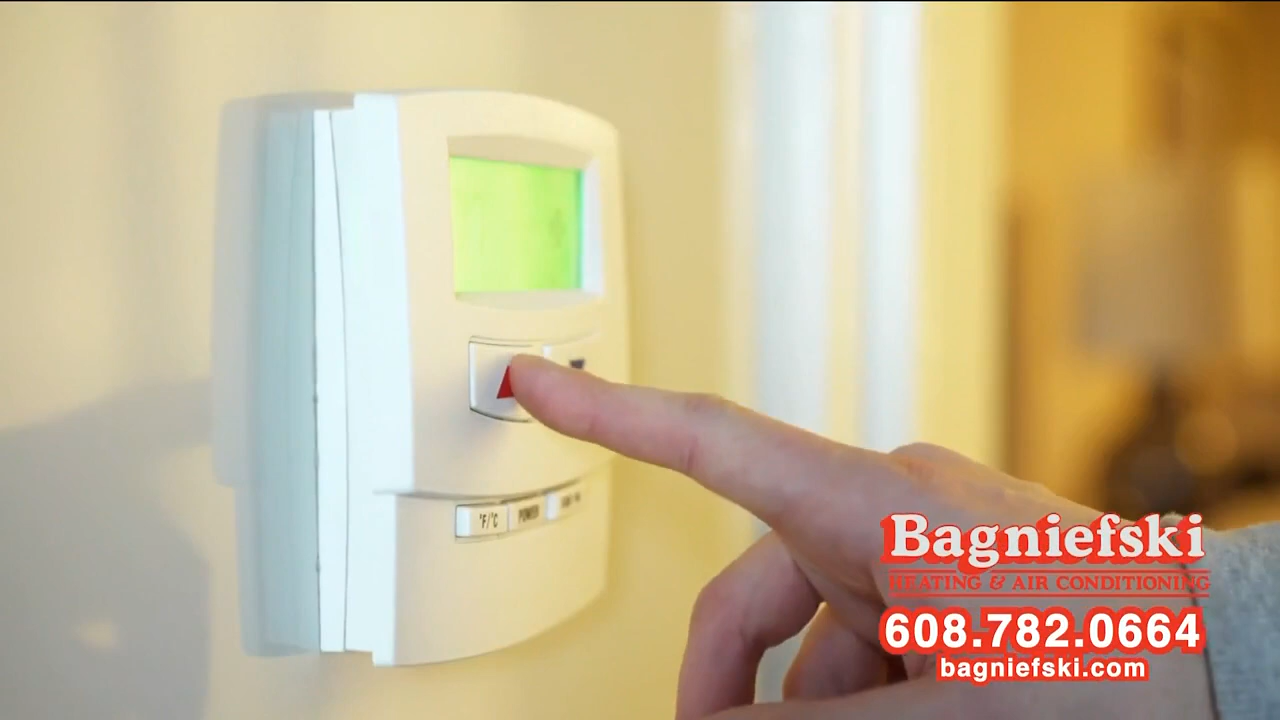 °F/°C
POWER
Bagniefski
HEATING & AIR CONDITIONING
608.782.0664
bagniefski.com